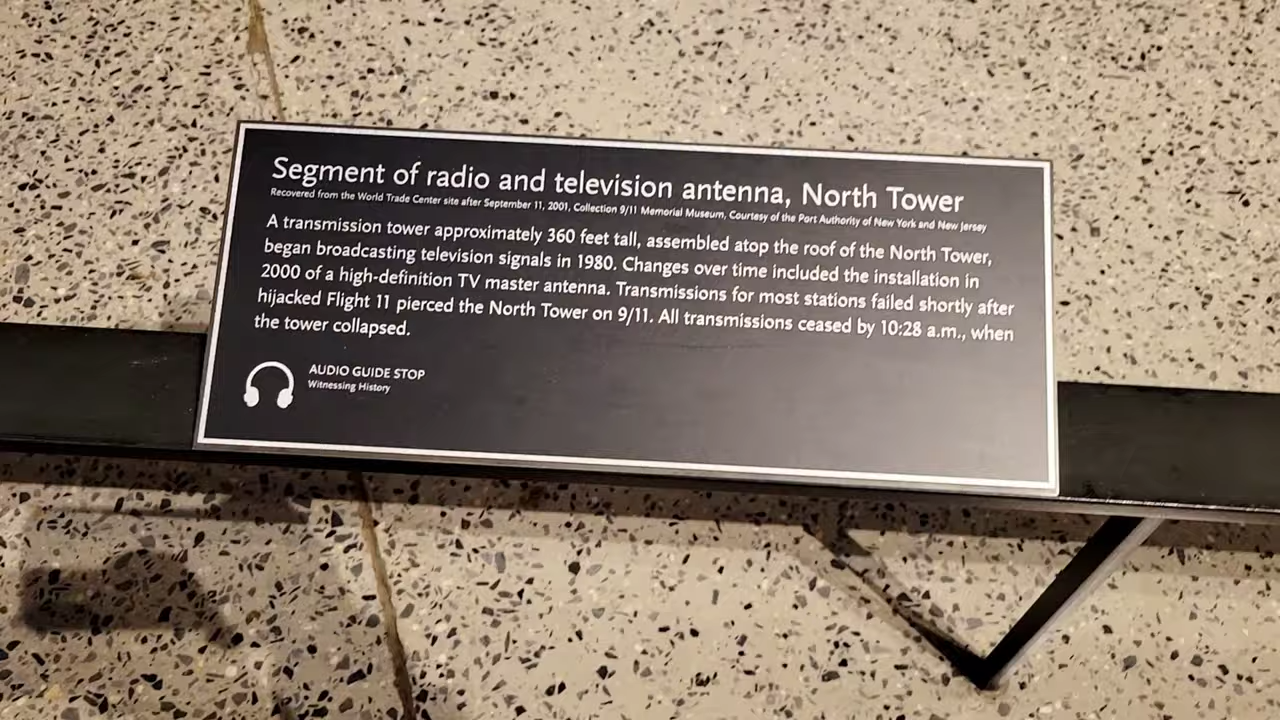 Segment of radio and television antenna, North Tower
Recovered from the World Trade Center site after September 11, 2001, Collection 9/11 Memorial Museum, Courtesy of the Port Authority of New York and New Jersey
A transmission tower approximately 360 feet tall, assembled atop the roof of the North Tower,
began broadcasting television signals in 1980. Changes over time included the installation in
2000 of a high-definition TV master antenna. Transmissions for most stations failed shortly after
hijacked Flight 11 pierced the North Tower on 9/11. All transmissions ceased by 10:28 a.m., when
the tower collapsed.
AUDIO GUIDE STOP
Witnessing History